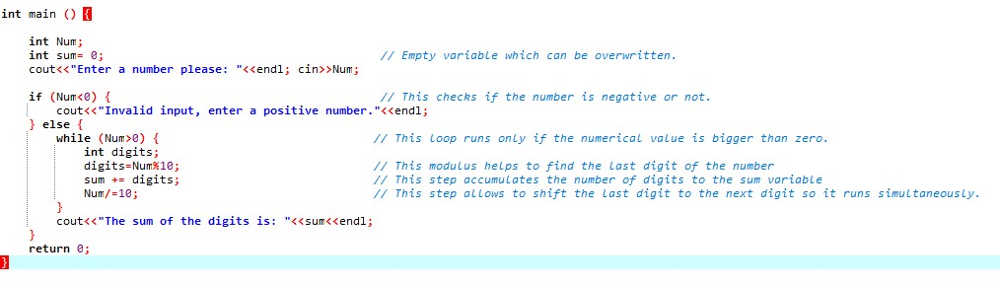 int main () {
int Num;
int sum= 0; // Empty variable which can be overwritten.
cout<<"Enter a number please: "<<endl; cin>>Num;
if (Num<0) { // This checks if the number is negative or not.
cout<<"Invalid input, enter a positive number."<<endl;
} else {
while (Num>0) { // This loop runs only if the numerical value is bigger than zero.
int digits;
digits=Num%10; // This modulus helps to find the last digit of the number
sum += digits; // This step accumulates the number of digits to the sum variable
Num/=10; // This step allows to shift the last digit to the next digit so it runs simultaneously.
}
cout<<"The sum of the digits is: "<<sum<<endl;
}
return 0;
}